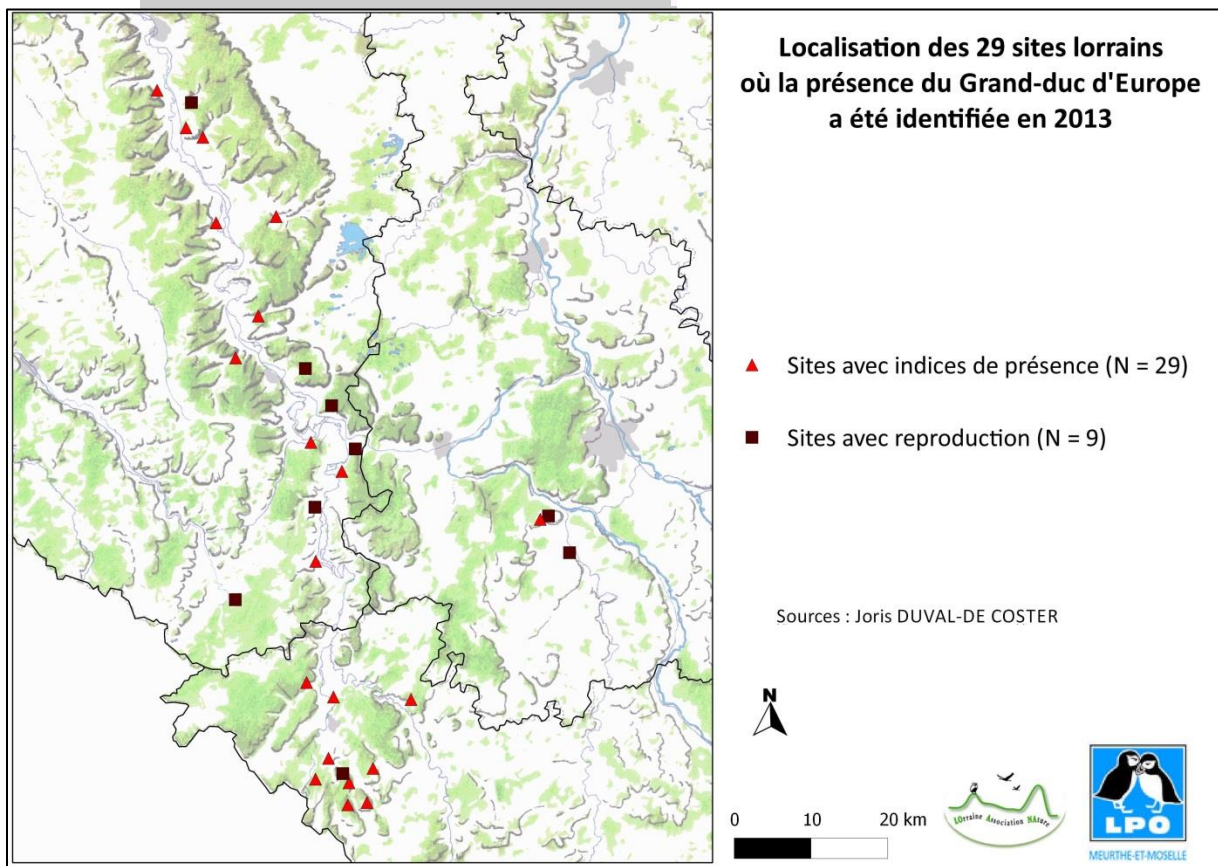 Localisation des 29 sites lorrains
où la présence du Grand-duc d'Europe
a été identifiée en 2013
Sites avec indices de présence (N = 29)
Sites avec reproduction (N = 9)
Sources : Joris DUVAL-DE COSTER
N
0 10 20 km
LOrraine Association NAture
LPO
MEURTHE-ET-MOSELLE